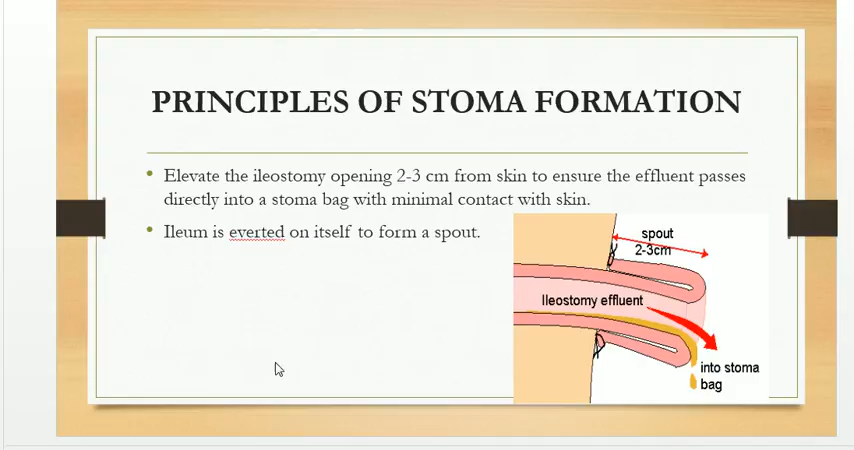 PRINCIPLES OF STOMA FORMATION
• Elevate the ileostomy opening 2-3 cm from skin to ensure the effluent passes
directly into a stoma bag with minimal contact with skin.
• Ileum is everted on itself to form a spout.
spout
2-3cm
Ileostomy effluent
into stoma
bag